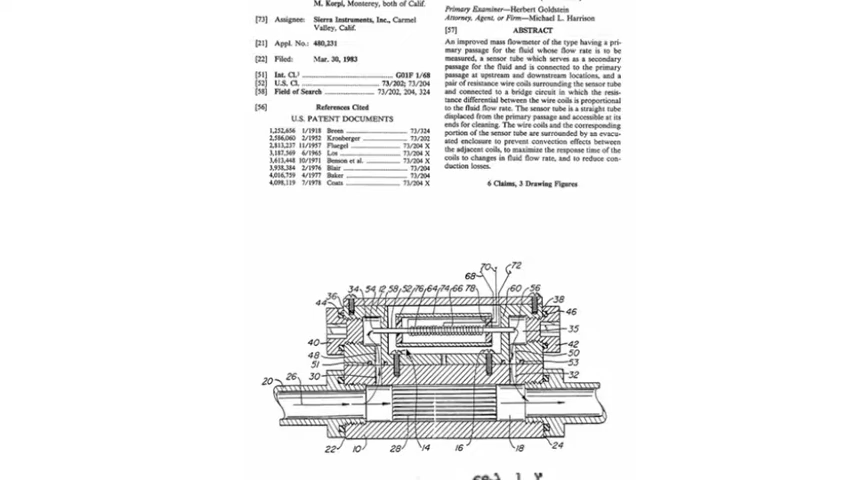 M. Korpi, Monterey, both of Calif.
[73] Assignee: Sierra Instruments, Inc., Carmel
Valley, Calif.
[21] Appl. No.: 480,231
[22] Filed: Mar. 30, 1983
[51] Int. Cl.³ G01F 1/68
[52] U.S. Cl. 73/202; 73/204
[58] Field of Search 73/202, 204, 324
[56] References Cited
U.S. PATENT DOCUMENTS
1,252,656 1/1918 Breen 73/324
2,586,060 2/1952 Kronberger 73/202
2,813,237 11/1957 Fluegel 73/204 X
3,187,569 6/1965 Los 73/204 X
3,613,448 10/1971 Benson et al. 73/204 X
3,938,384 2/1976 Blair 73/204
4,016,759 4/1977 Baker 73/204
4,098,119 7/1978 Coats 73/204 X
Primary Examiner—Herbert Goldstein
Attorney, Agent, or Firm—Michael L. Harrison
[57] ABSTRACT
An improved mass flowmeter of the type having a pri-
mary passage for the fluid whose flow rate is to be
measured, a sensor tube which serves as a secondary
passage for the fluid and is connected to the primary
passage at upstream and downstream locations, and a
pair of resistance wire coils surrounding the sensor tube
and connected to a bridge circuit in which the resis-
tance differential between the wire coils is proportional
to the fluid flow rate. The sensor tube is a straight tube
displaced from the primary passage and accessible at its
ends for cleaning. The wire coils and the corresponding
portion of the sensor tube are surrounded by an evacu-
ated enclosure to prevent convection effects between
the adjacent coils, to maximize the response time of the
coils to changes in fluid flow rate, and to reduce con-
duction losses.
6 Claims, 3 Drawing Figures
70 72
68
34 54 12 58 52 76 64 74 66 78 60 56
36 38
44 46
35
40 42
48 50
51 53
30 32
20 26
22 10 28 14 16 18 24